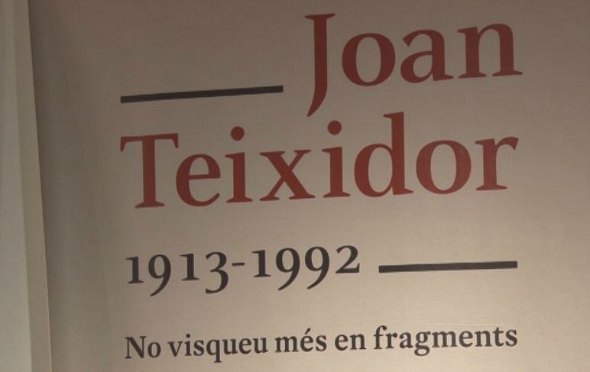 Joan
Teixidor
1913-1992
No visqueu més en fragments